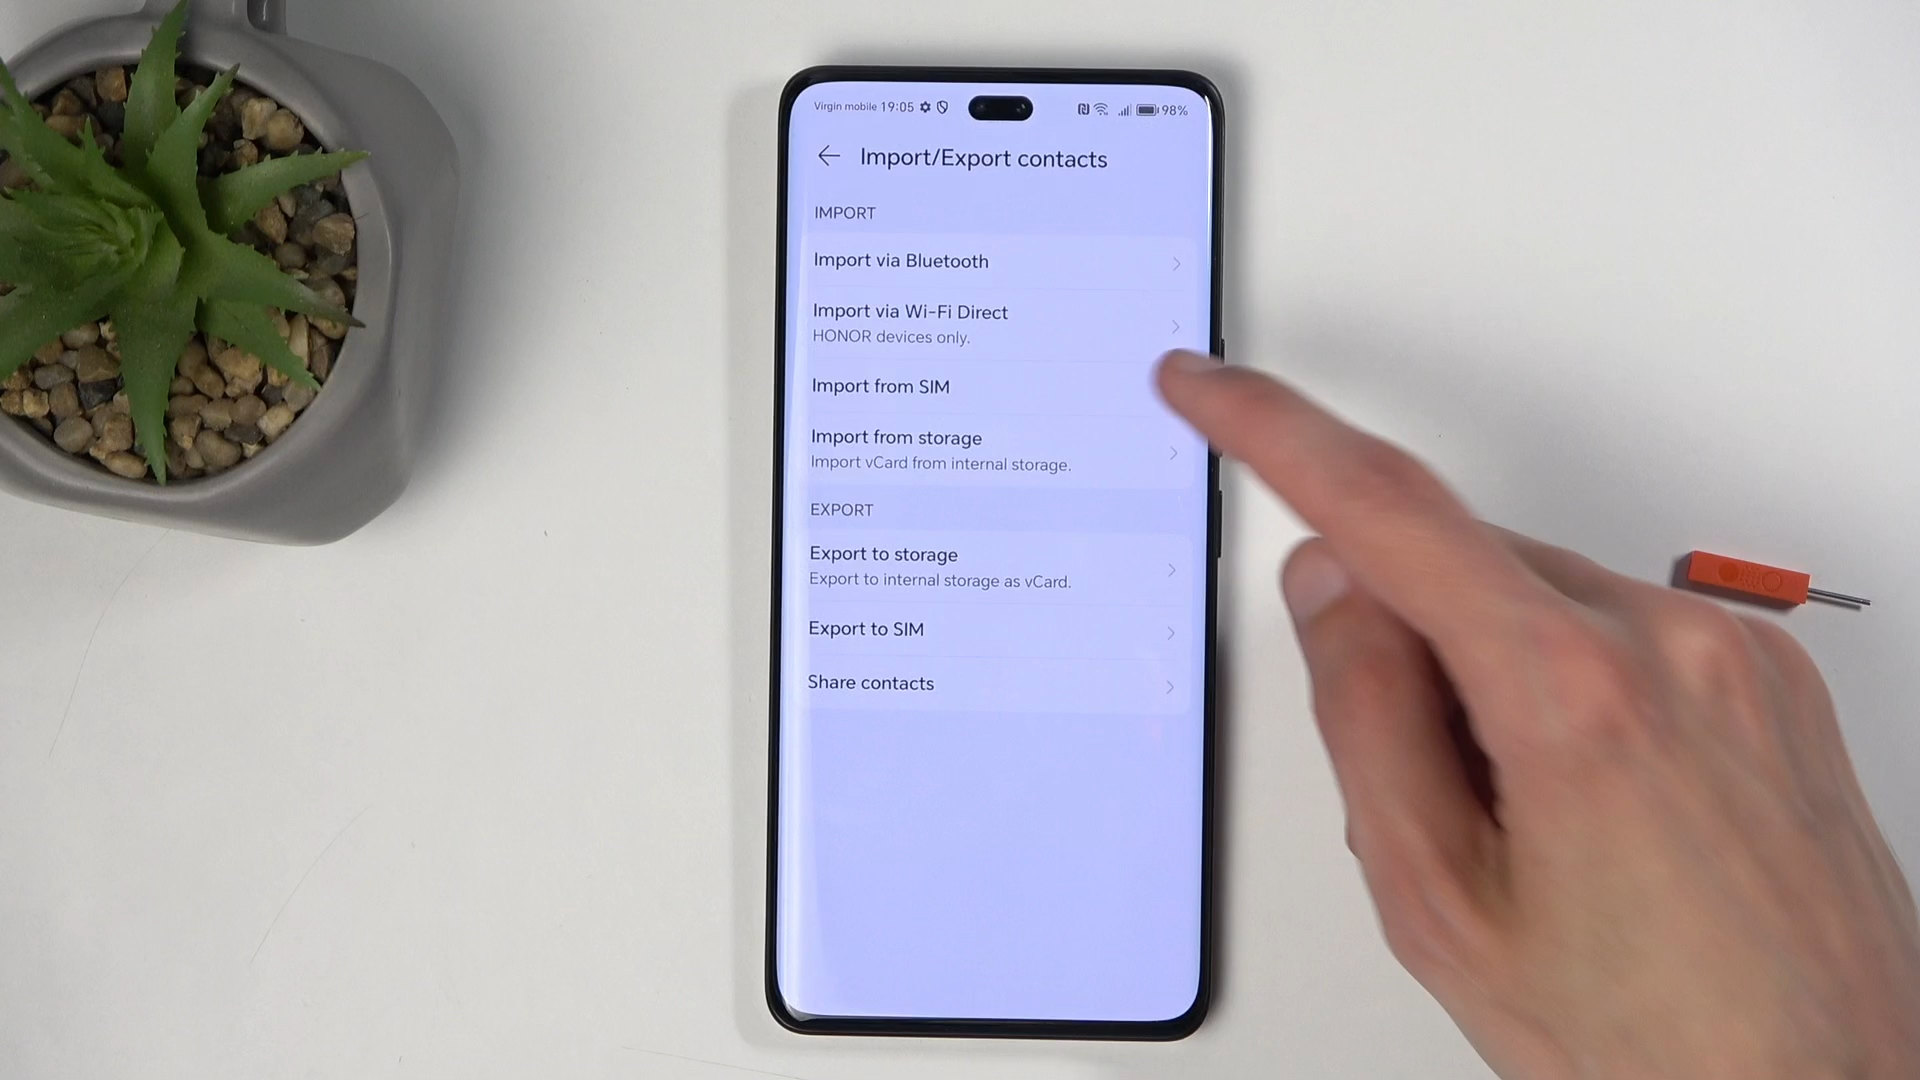 Virgin mobile 19:05 98%
Import/Export contacts
IMPORT
Import via Bluetooth
Import via Wi-Fi Direct
HONOR devices only.
Import from SIM
Import from storage
Import vCard from internal storage.
EXPORT
Export to storage
Export to internal storage as vCard.
Export to SIM
Share contacts